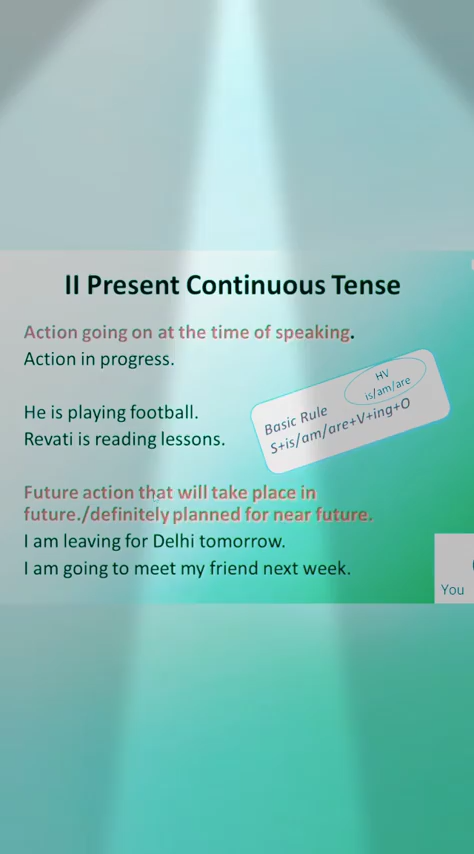 II Present Continuous Tense
Action going on at the time of speaking.
Action in progress.
He is playing football.
Revati is reading lessons.
HV
is/am/are
Basic Rule
S+is/am/are+V+ing+O
Future action that will take place in
future./definitely planned for near future.
I am leaving for Delhi tomorrow.
I am going to meet my friend next week.
You